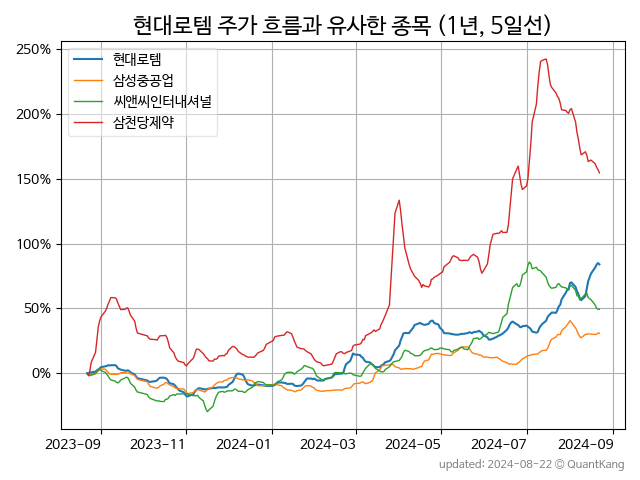 현대로템 주가 흐름과 유사한 종목 (1년, 5일선)
250%
200%
150%
100%
50%
0%
현대로템
삼성중공업
씨앤씨인터내셔널
삼천당제약
2023-09 2023-11 2024-01 2024-03 2024-05 2024-07 2024-09
updated: 2024-08-22 © QuantKang